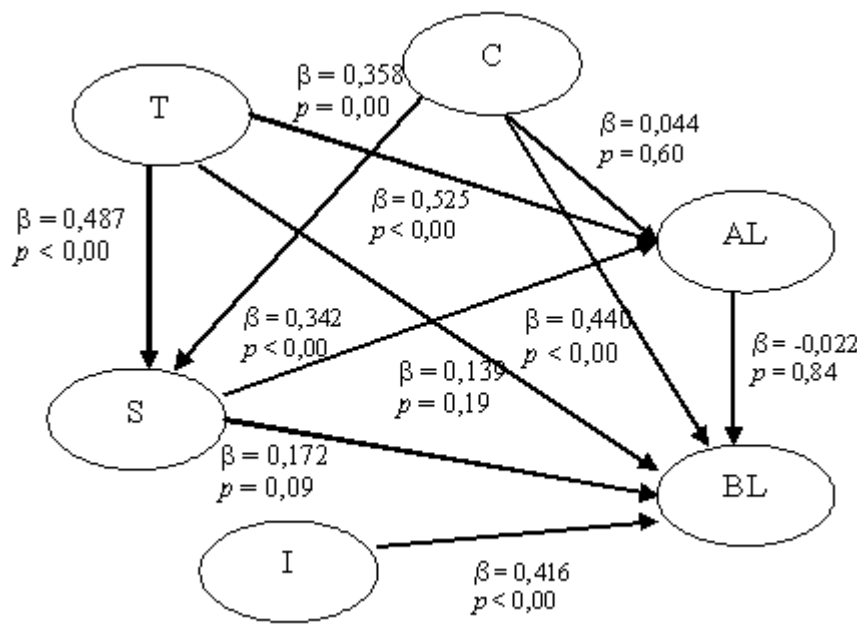 C
T
β = 0,358
p = 0,00
β = 0,044
p = 0,60
β = 0,525
p < 0,00
β = 0,487
p < 0,00
AL
β = 0,342
p < 0,00
β = 0,440
p < 0,00
β = -0,022
p = 0,84
β = 0,139
p = 0,19
S
β = 0,172
p = 0,09
BL
I
β = 0,416
p < 0,00